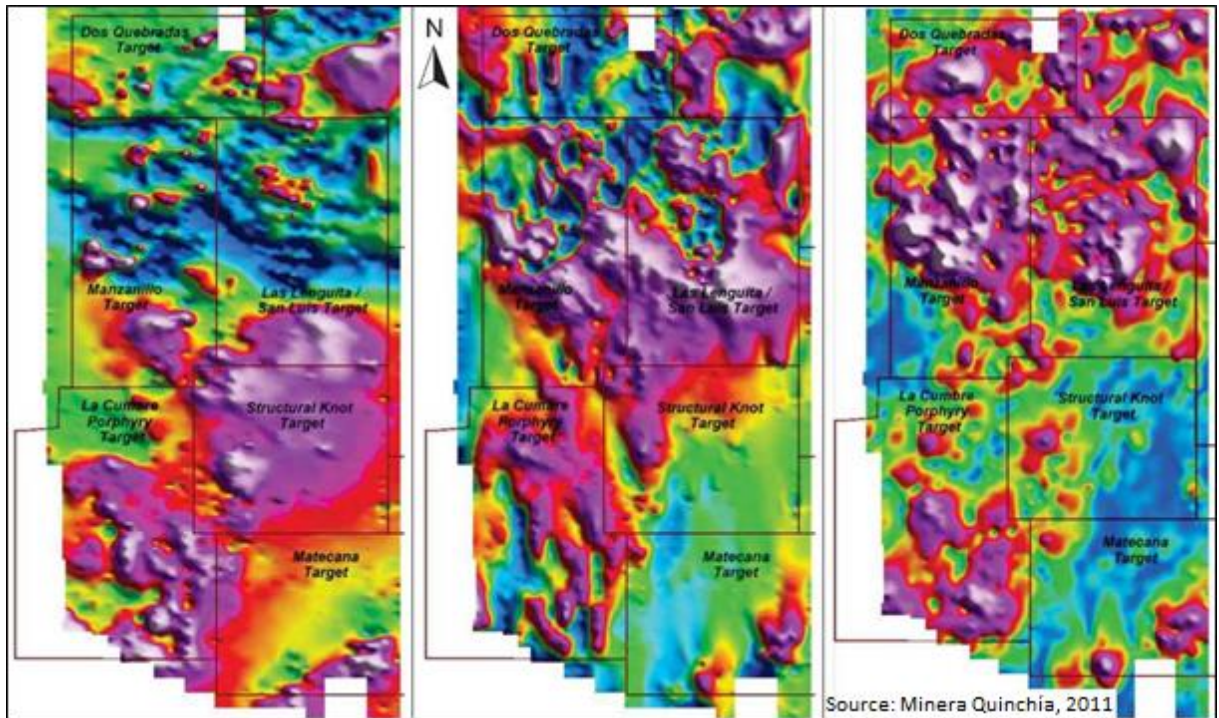 Dos Quebradas
Target
Manzanillo
Target
Las Lenguita /
San Luis Target
La Cumbre
Porphyry
Target
Structural Knot
Target
Matecana
Target
N
Dos Quebradas
Target
Manzanillo
Target
Las Lenguita /
San Luis Target
La Cumbre
Porphyry
Target
Structural Knot
Target
Matecana
Target
Dos Quebradas
Target
Manzanillo
Target
Las Lenguita /
San Luis Target
La Cumbre
Porphyry
Target
Structural Knot
Target
Matecana
Target
Source: Minera Quinchía, 2011